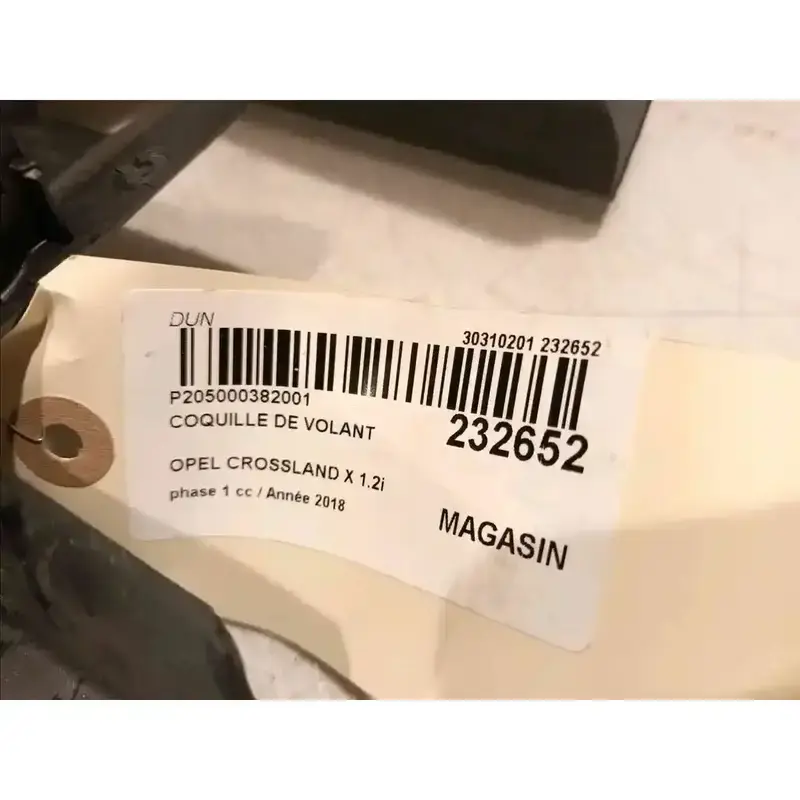 DUN
30310201 232652
P205000382001
232652
COQUILLE DE VOLANT
OPEL CROSSLAND X 1.2i
phase 1 cc / Année 2018
MAGASIN